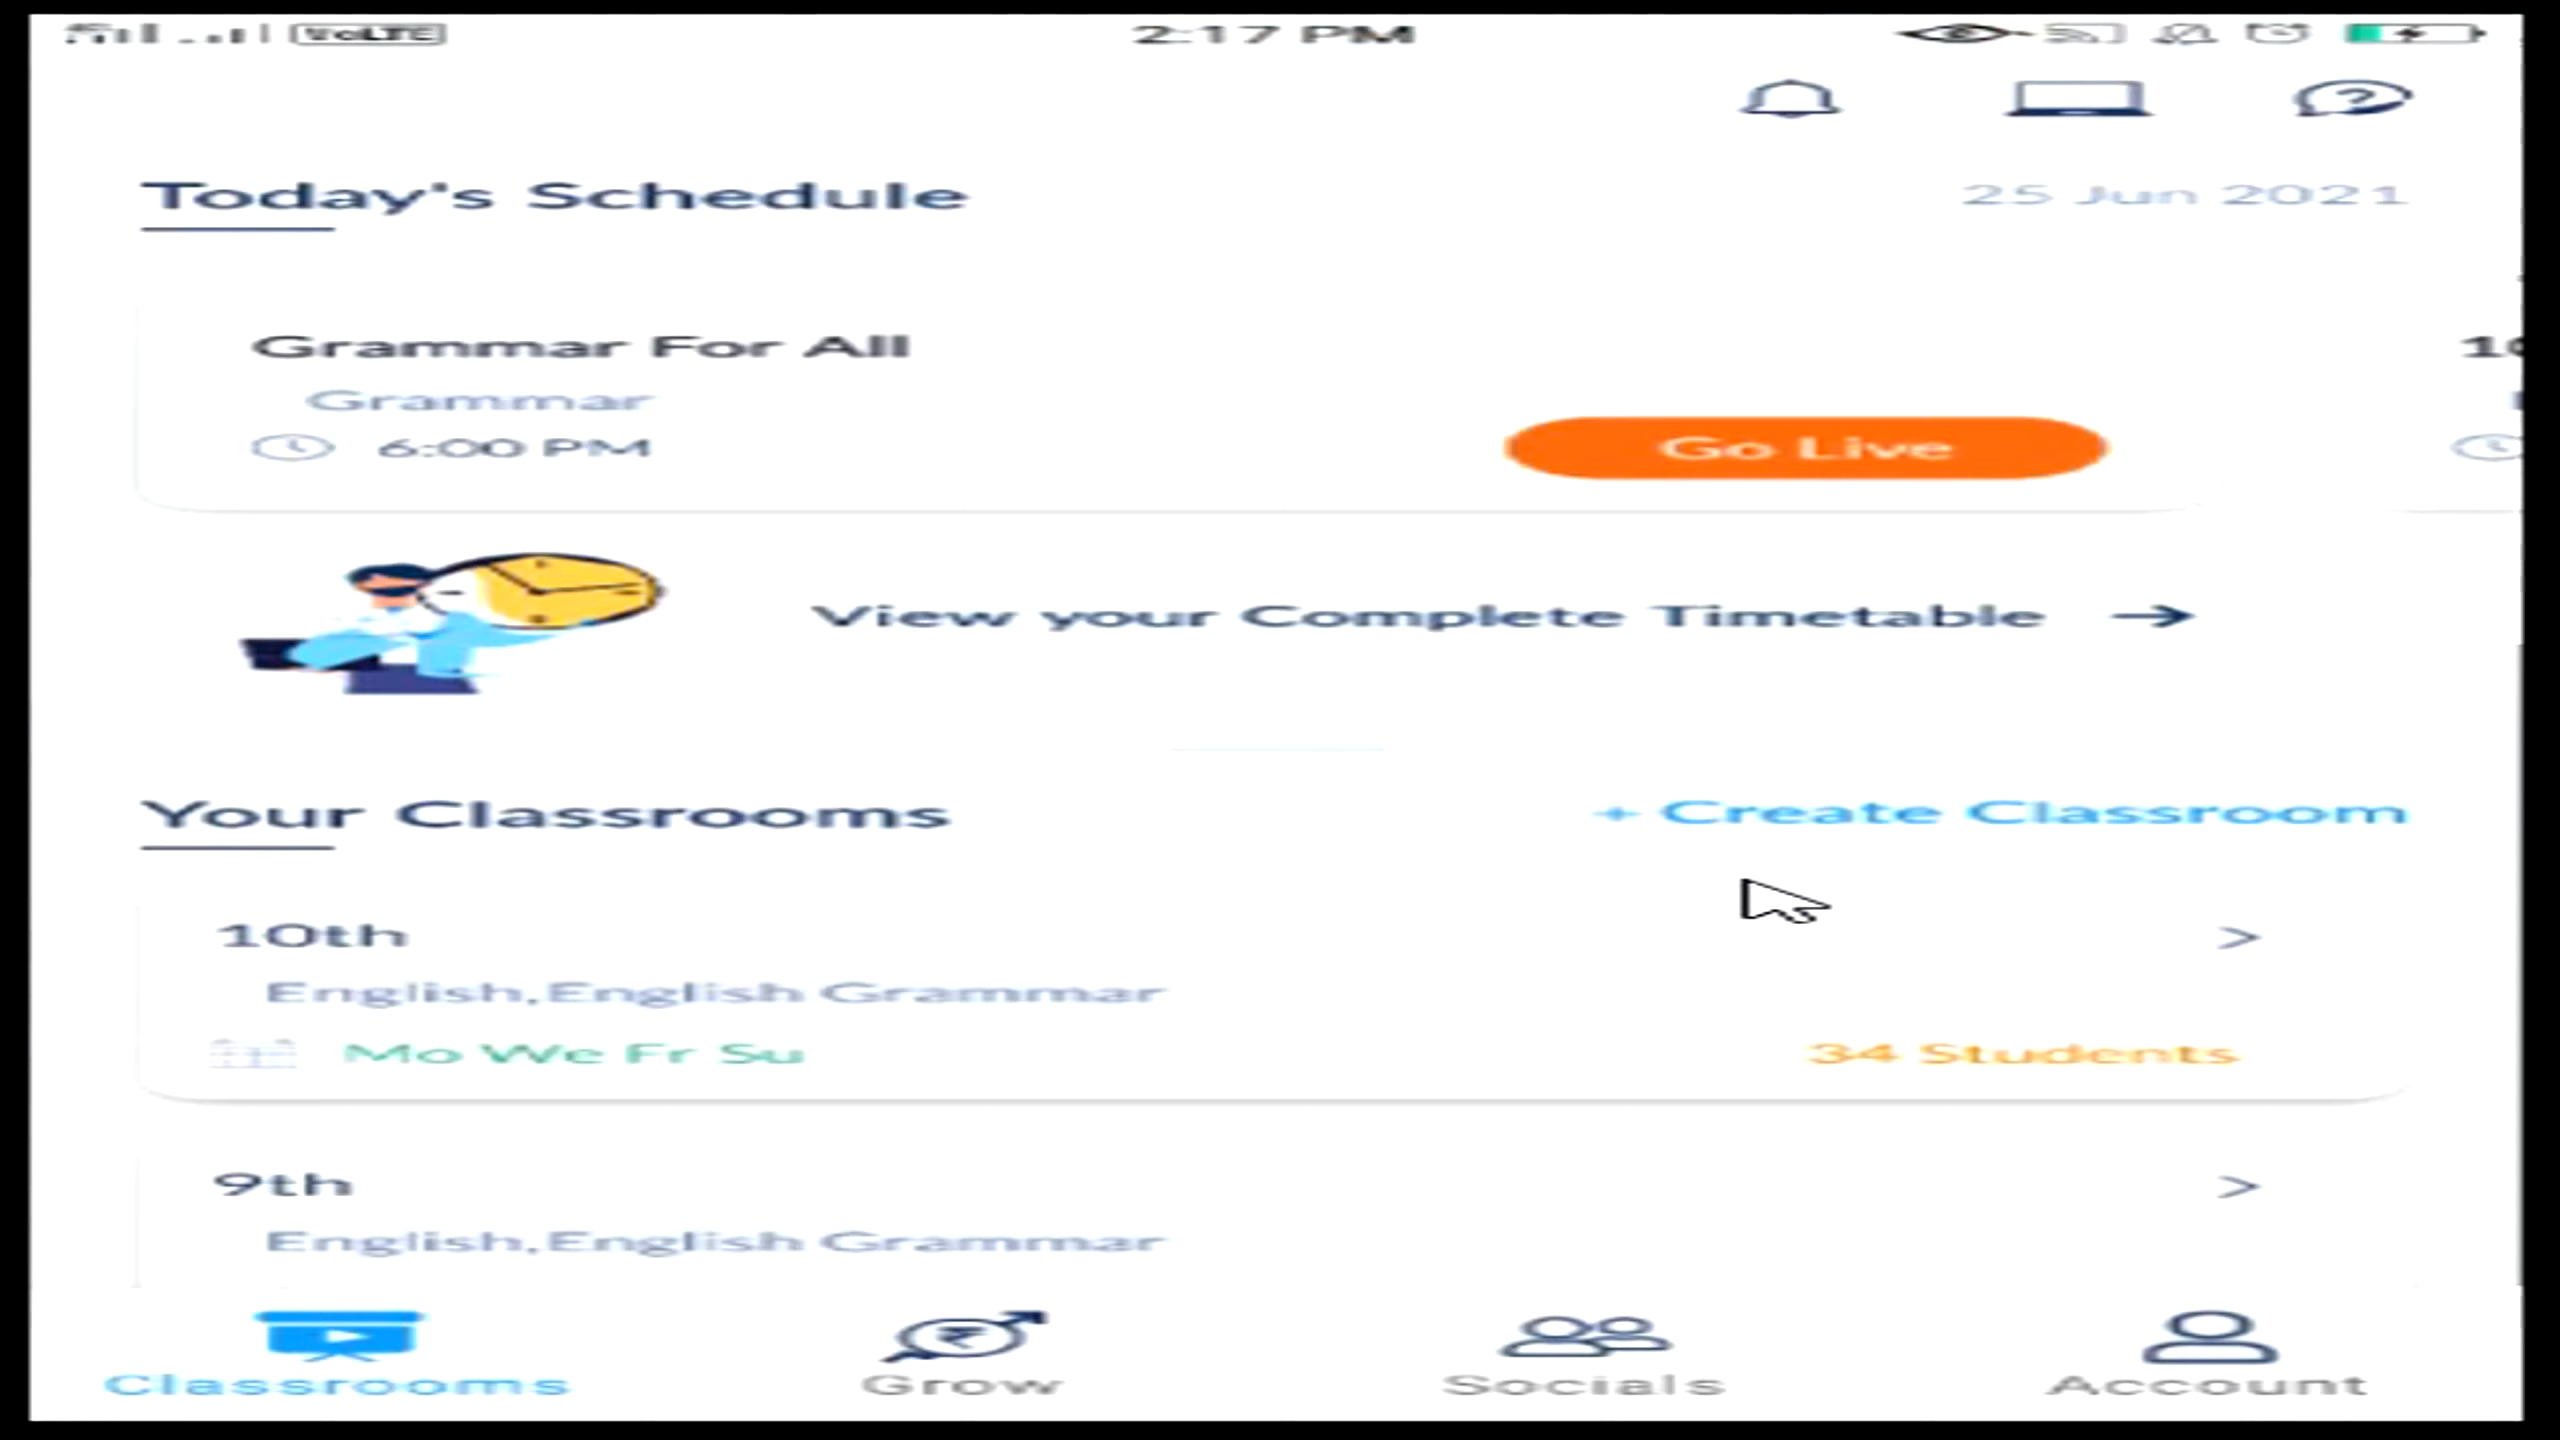 VoLTE 2:17 PM
Today's Schedule 25 Jun 2021
Grammar For All
Grammar
6:00 PM Go Live
View your Complete Timetable →
Your Classrooms + Create Classroom
10th >
English,English Grammar
Mo We Fr Su 34 Students
9th >
English,English Grammar
Classrooms Grow Socials Account